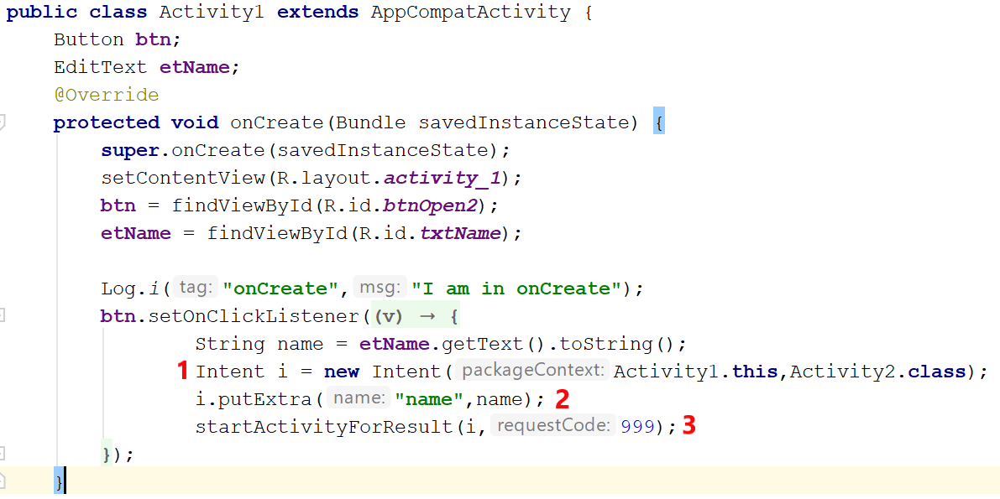 public class Activity1 extends AppCompatActivity {
Button btn;
EditText etName;
@Override
protected void onCreate(Bundle savedInstanceState) {
super.onCreate(savedInstanceState);
setContentView(R.layout.activity_1);
btn = findViewById(R.id.btnOpen2);
etName = findViewById(R.id.txtName);
Log.i( tag: "onCreate", msg: "I am in onCreate");
btn.setOnClickListener((v) → {
String name = etName.getText().toString();
1 Intent i = new Intent( packageContext: Activity1.this,Activity2.class);
i.putExtra( name: "name",name); 2
startActivityForResult(i, requestCode: 999); 3
});
}